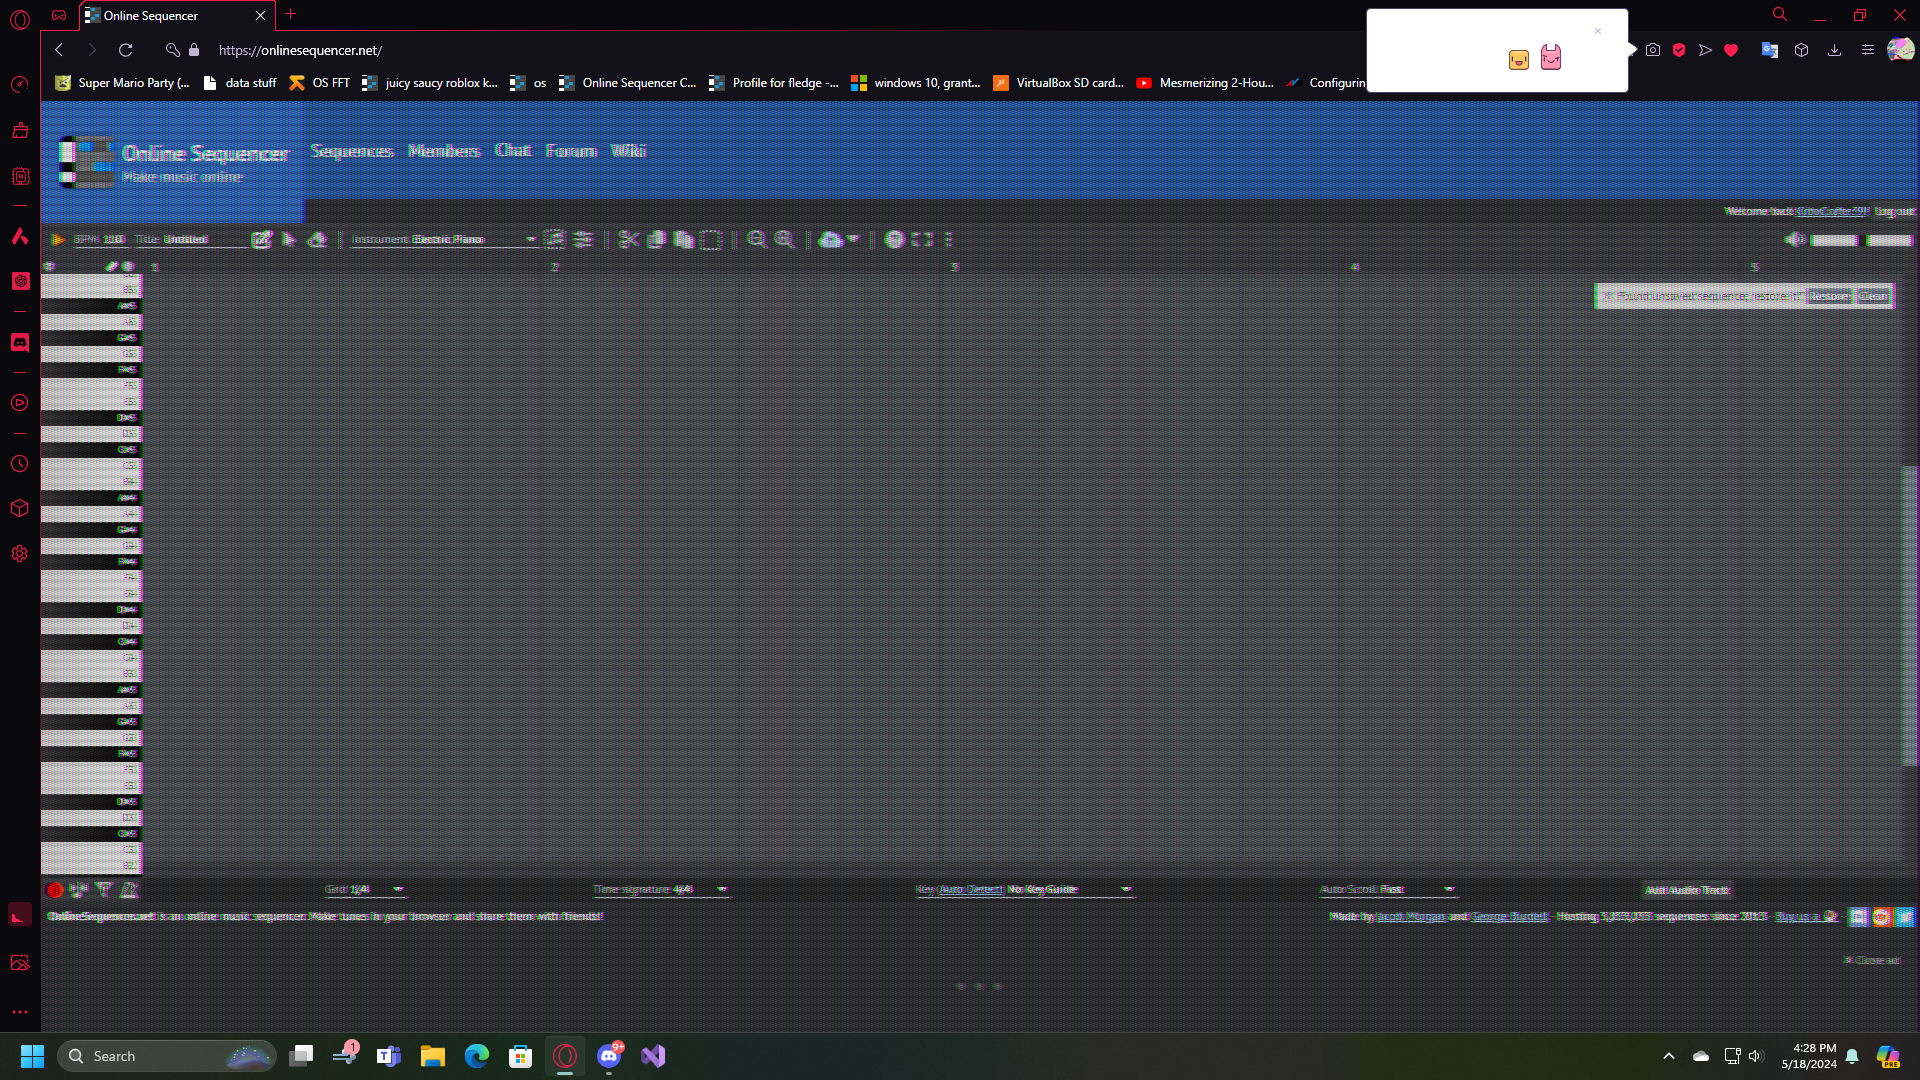 Online Sequencer
https://onlinesequencer.net/
Super Mario Party (...
data stuff
OS FFT
juicy saucy roblox k...
os
Online Sequencer C...
Profile for fledge -...
windows 10, grant...
VirtualBox SD card...
Mesmerizing 2-Hou...
Configurin
Online Sequencer
Make music online
Sequences Members Chat Forum Wiki
Welcome back Log out
BPM 110 Title Untitled Instrument Electric Piano
1 2 3 4 5
Found unsaved sequence, restore it? Restore Clear
Grid 1/4 Time signature 4/4 Key (Auto Detect) No Key Guide Auto Scroll Fast Add Audio Track
OnlineSequencer.net is an online music sequencer. Make tunes in your browser and share them with friends!
Made by Jacob Morgan and George Burdell · Hosting sequences since 2013 · Buy us a
Close ad
Search
1
9+
4:28 PM
5/18/2024
PRE